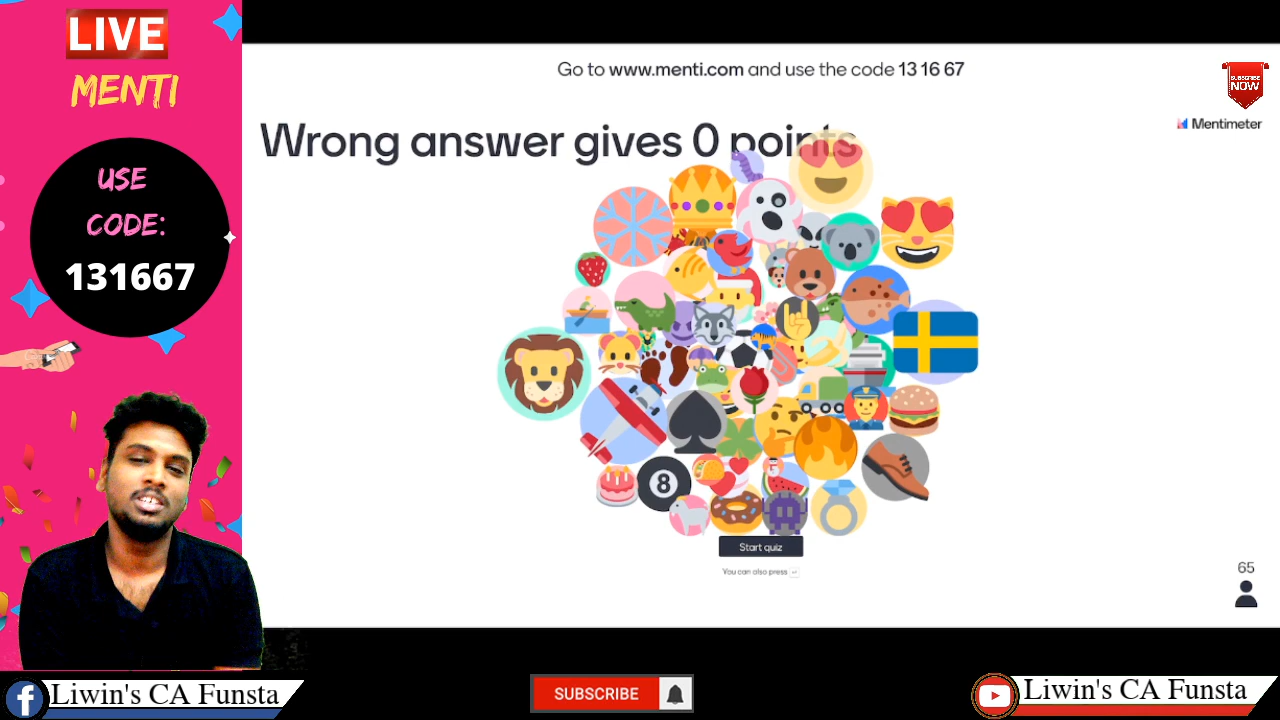 LIVE
MENTI
USE
CODE:
131667
Go to www.menti.com and use the code 13 16 67
SUBSCRIBE
NOW
Mentimeter
Wrong answer gives 0 points
8
Start quiz
You can also press ↵
65
Liwin's CA Funsta
SUBSCRIBE
Liwin's CA Funsta